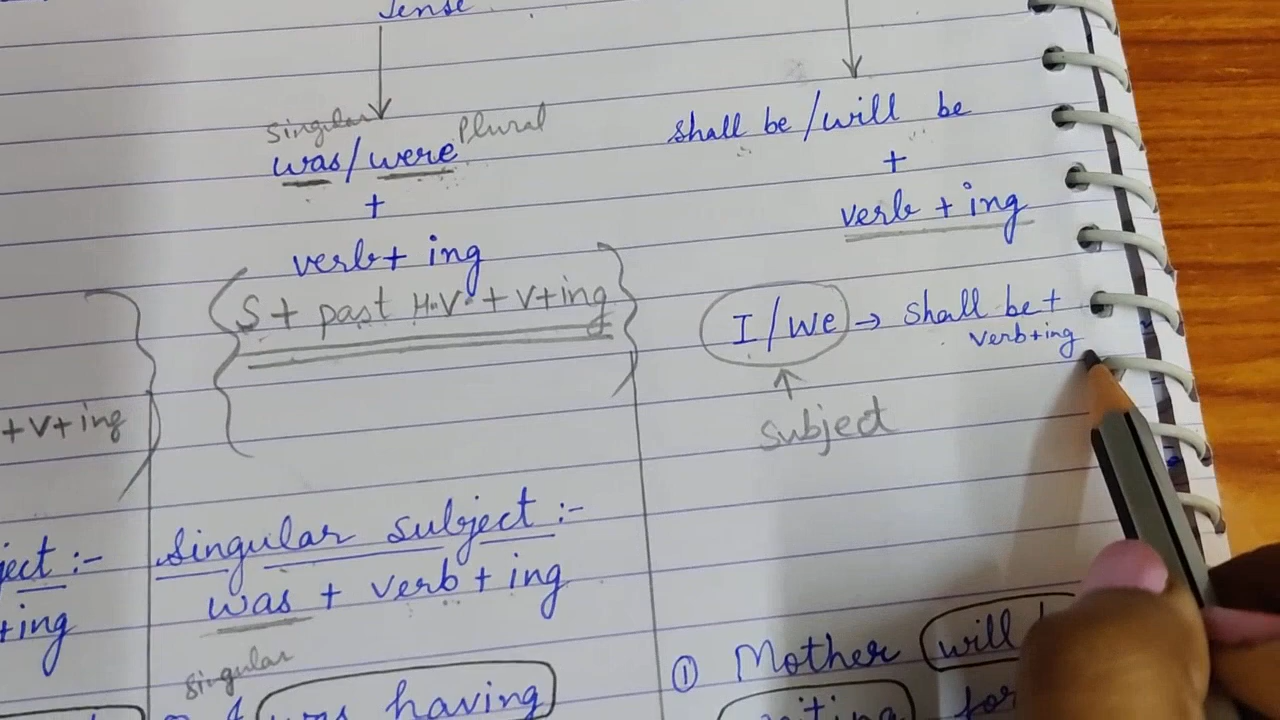 Tense
Singular Plural
was/were
+
verb+ ing
S+ past H.V. + V+ing
+V+ing
Singular subject :-
was + verb + ing
Singular
having
shall be/will be
+
verb + ing
I/We → shall be+
verb+ing
↑
Subject
① Mother will
for
ject :-
+ing